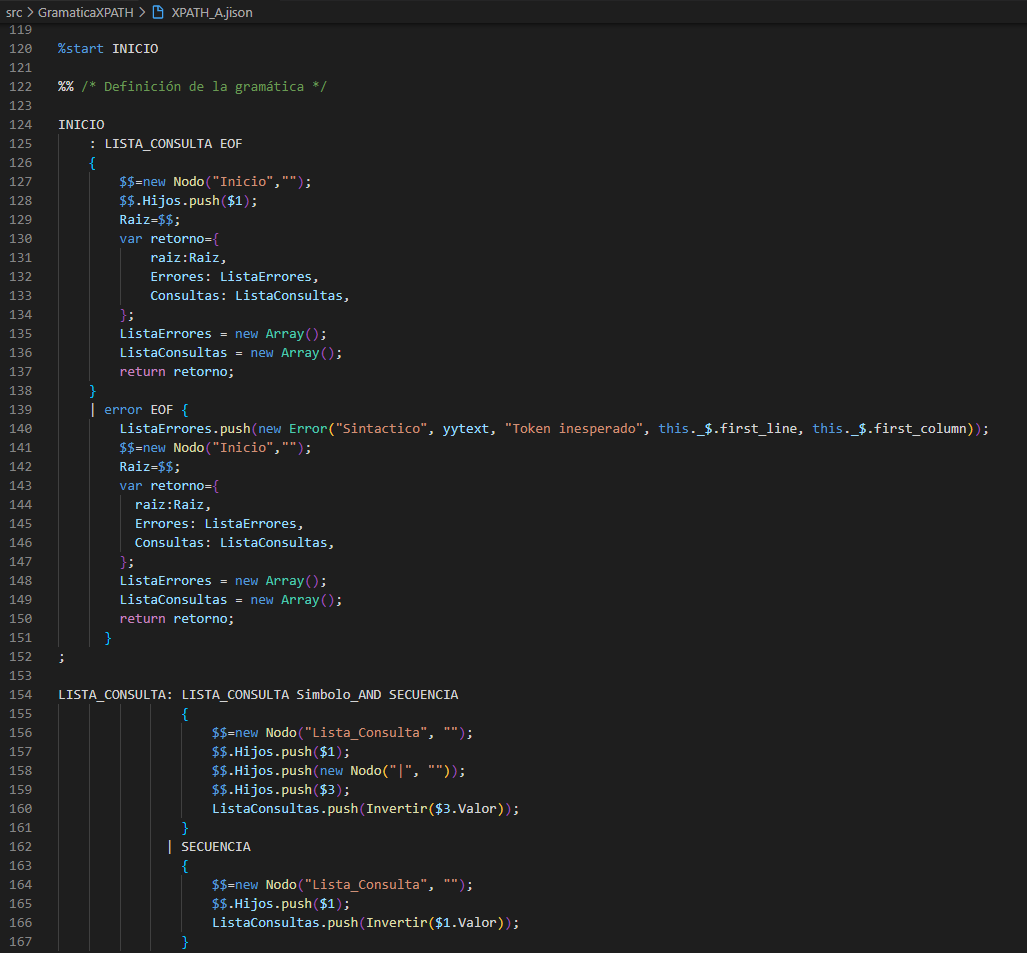 src > GramaticaXPATH > XPATH_A.jison
119
120 %start INICIO
121
122 %% /* Definición de la gramática */
123
124 INICIO
125     : LISTA_CONSULTA EOF
126     {
127         $$=new Nodo("Inicio","");
128         $$.Hijos.push($1);
129         Raiz=$$;
130         var retorno={
131             raiz:Raiz,
132             Errores: ListaErrores,
133             Consultas: ListaConsultas,
134         };
135         ListaErrores = new Array();
136         ListaConsultas = new Array();
137         return retorno;
138     }
139     | error EOF {
140         ListaErrores.push(new Error("Sintactico", yytext, "Token inesperado", this._$.first_line, this._$.first_column));
141         $$=new Nodo("Inicio","");
142         Raiz=$$;
143         var retorno={
144           raiz:Raiz,
145           Errores: ListaErrores,
146           Consultas: ListaConsultas,
147         };
148         ListaErrores = new Array();
149         ListaConsultas = new Array();
150         return retorno;
151       }
152 ;
153
154 LISTA_CONSULTA: LISTA_CONSULTA Simbolo_AND SECUENCIA
155                 {
156                     $$=new Nodo("Lista_Consulta", "");
157                     $$.Hijos.push($1);
158                     $$.Hijos.push(new Nodo("|", ""));
159                     $$.Hijos.push($3);
160                     ListaConsultas.push(Invertir($3.Valor));
161                 }
162               | SECUENCIA
163                 {
164                     $$=new Nodo("Lista_Consulta", "");
165                     $$.Hijos.push($1);
166                     ListaConsultas.push(Invertir($1.Valor));
167                 }